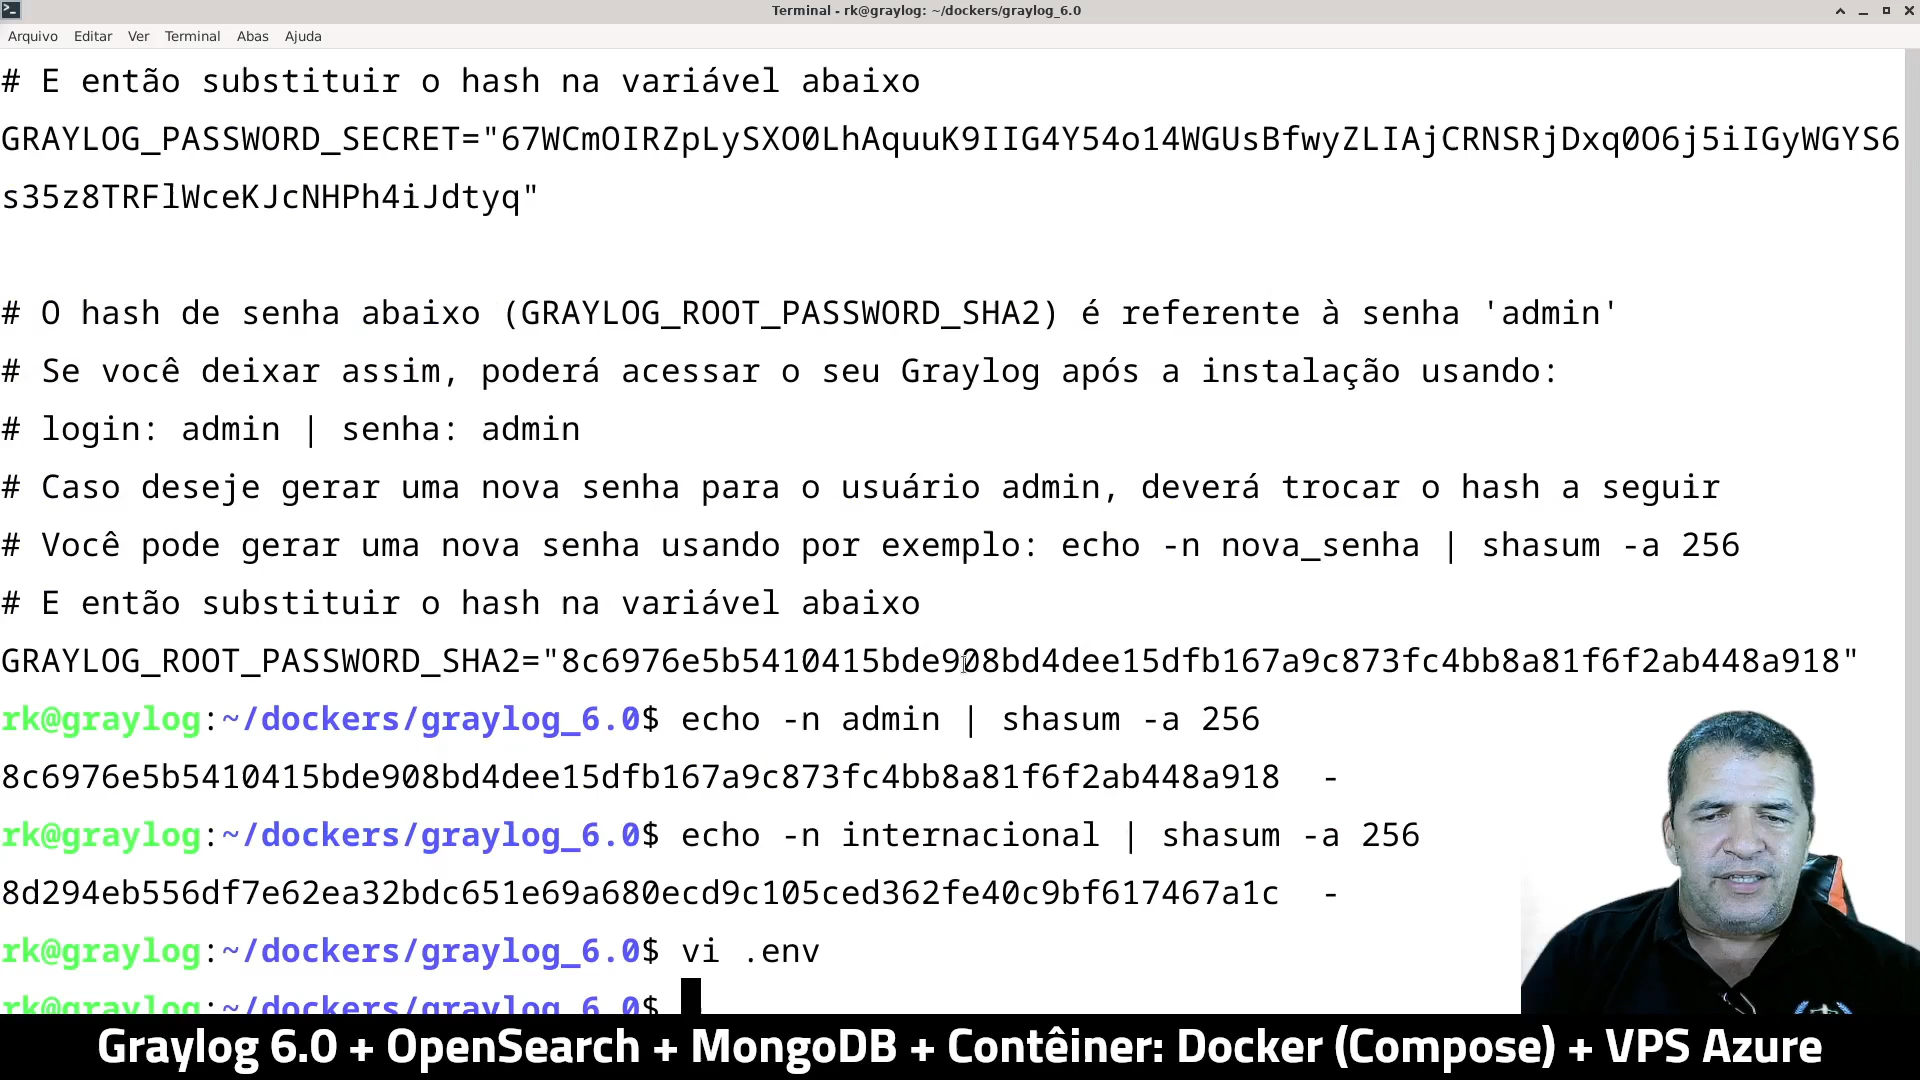 Terminal - rk@graylog: ~/dockers/graylog_6.0
Arquivo Editar Ver Terminal Abas Ajuda
# E então substituir o hash na variável abaixo
GRAYLOG_PASSWORD_SECRET="67WCmOIRZpLySXO0LhAquuK9IIG4Y54o14WGUsBfwyZLIAjCRNSRjDxq0O6j5iIGyWGYS6
s35z8TRFlWceKJcNHPh4iJdtyq"
# O hash de senha abaixo (GRAYLOG_ROOT_PASSWORD_SHA2) é referente à senha 'admin'
# Se você deixar assim, poderá acessar o seu Graylog após a instalação usando:
# login: admin | senha: admin
# Caso deseje gerar uma nova senha para o usuário admin, deverá trocar o hash a seguir
# Você pode gerar uma nova senha usando por exemplo: echo -n nova_senha | shasum -a 256
# E então substituir o hash na variável abaixo
GRAYLOG_ROOT_PASSWORD_SHA2="8c6976e5b5410415bde908bd4dee15dfb167a9c873fc4bb8a81f6f2ab448a918"
rk@graylog:~/dockers/graylog_6.0$ echo -n admin | shasum -a 256
8c6976e5b5410415bde908bd4dee15dfb167a9c873fc4bb8a81f6f2ab448a918  -
rk@graylog:~/dockers/graylog_6.0$ echo -n internacional | shasum -a 256
8d294eb556df7e62ea32bdc651e69a680ecd9c105ced362fe40c9bf617467a1c  -
rk@graylog:~/dockers/graylog_6.0$ vi .env
rk@graylog:~/dockers/graylog_6.0$
Graylog 6.0 + OpenSearch + MongoDB + Contêiner: Docker (Compose) + VPS Azure